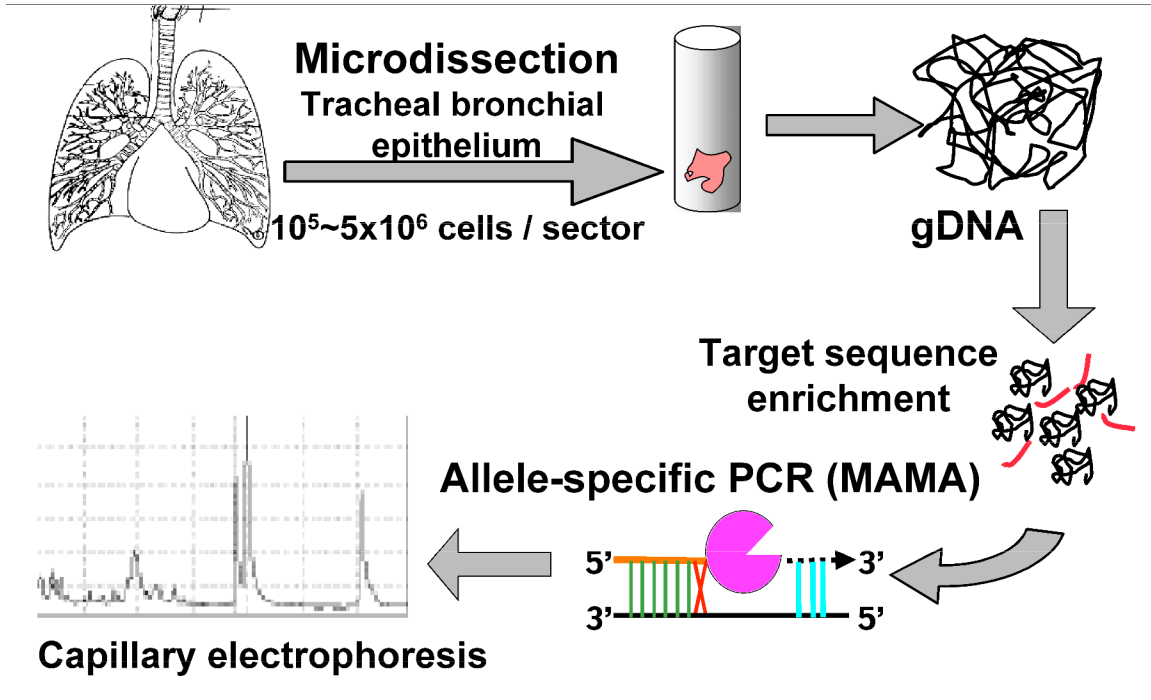 Microdissection
Tracheal bronchial
epithelium
10⁵~5x10⁶ cells / sector
gDNA
Target sequence
enrichment
Allele-specific PCR (MAMA)
5’ 3’
3’ 5’
Capillary electrophoresis